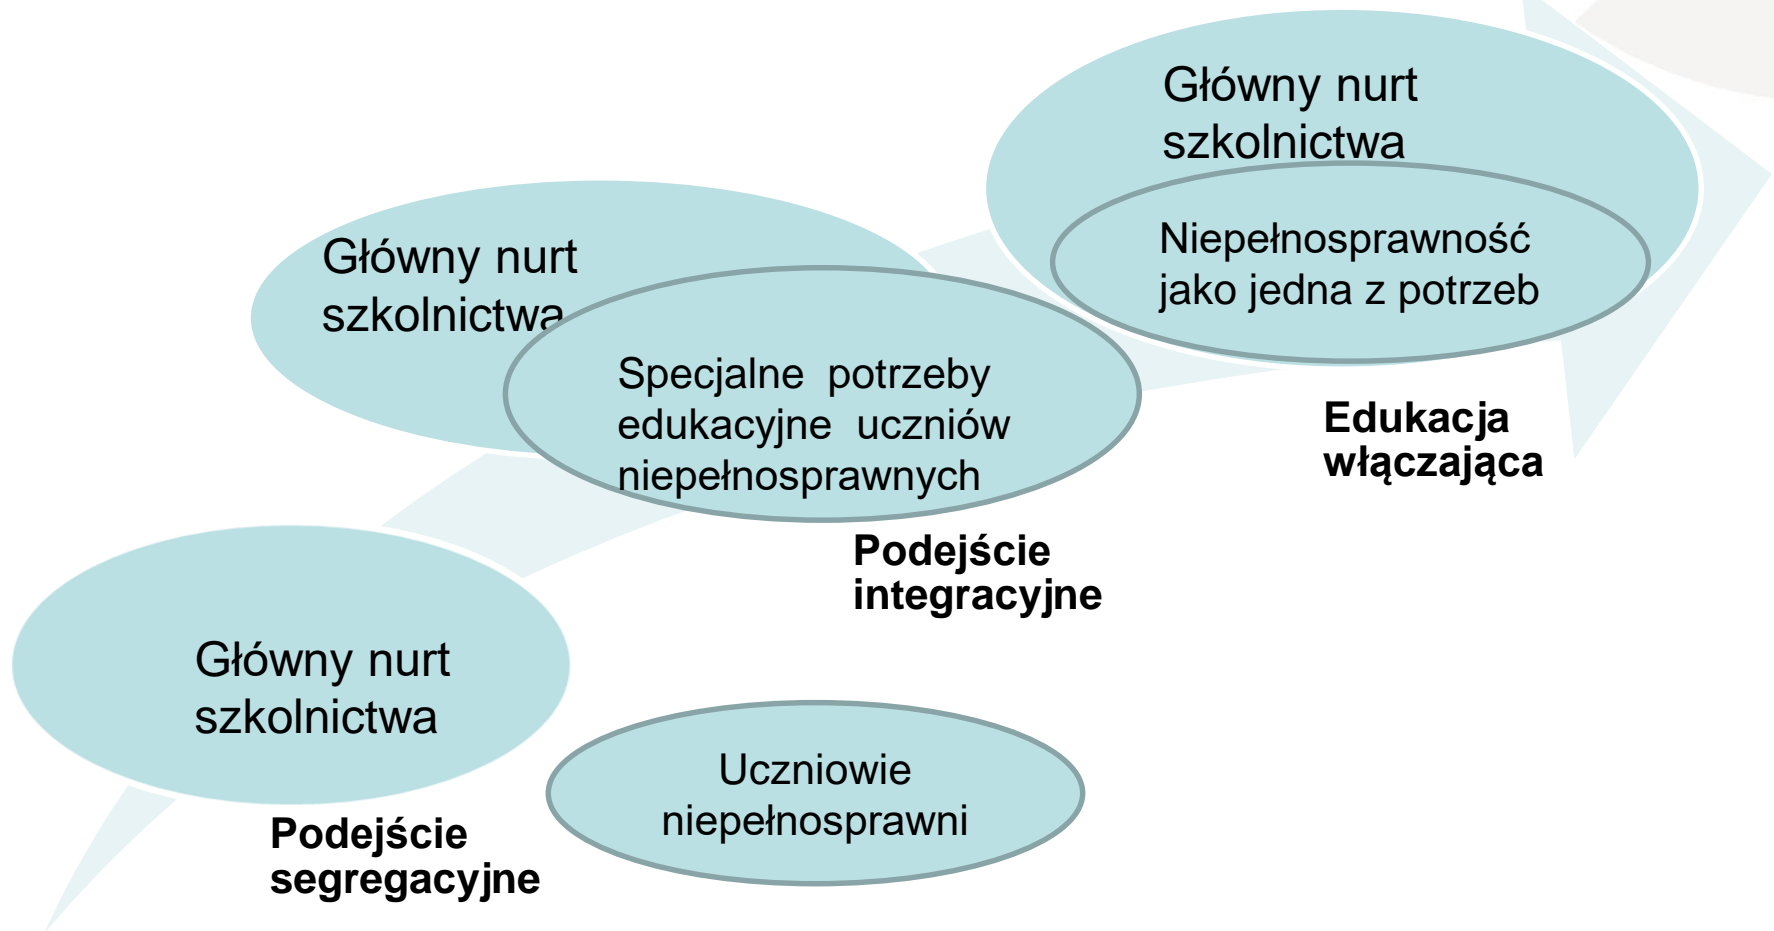 Główny nurt
szkolnictwa
Niepełnosprawność
jako jedna z potrzeb
Edukacja
włączająca
Główny nurt
szkolnictwa
Specjalne potrzeby
edukacyjne uczniów
niepełnosprawnych
Podejście
integracyjne
Główny nurt
szkolnictwa
Podejście
segregacyjne
Uczniowie
niepełnosprawni